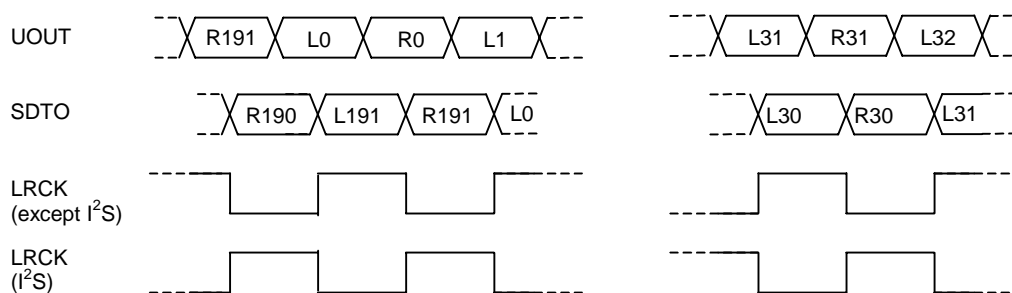 UOUT R191 L0 R0 L1 L31 R31 L32
SDTO R190 L191 R191 L0 L30 R30 L31
LRCK
(except I²S)
LRCK
(I²S)